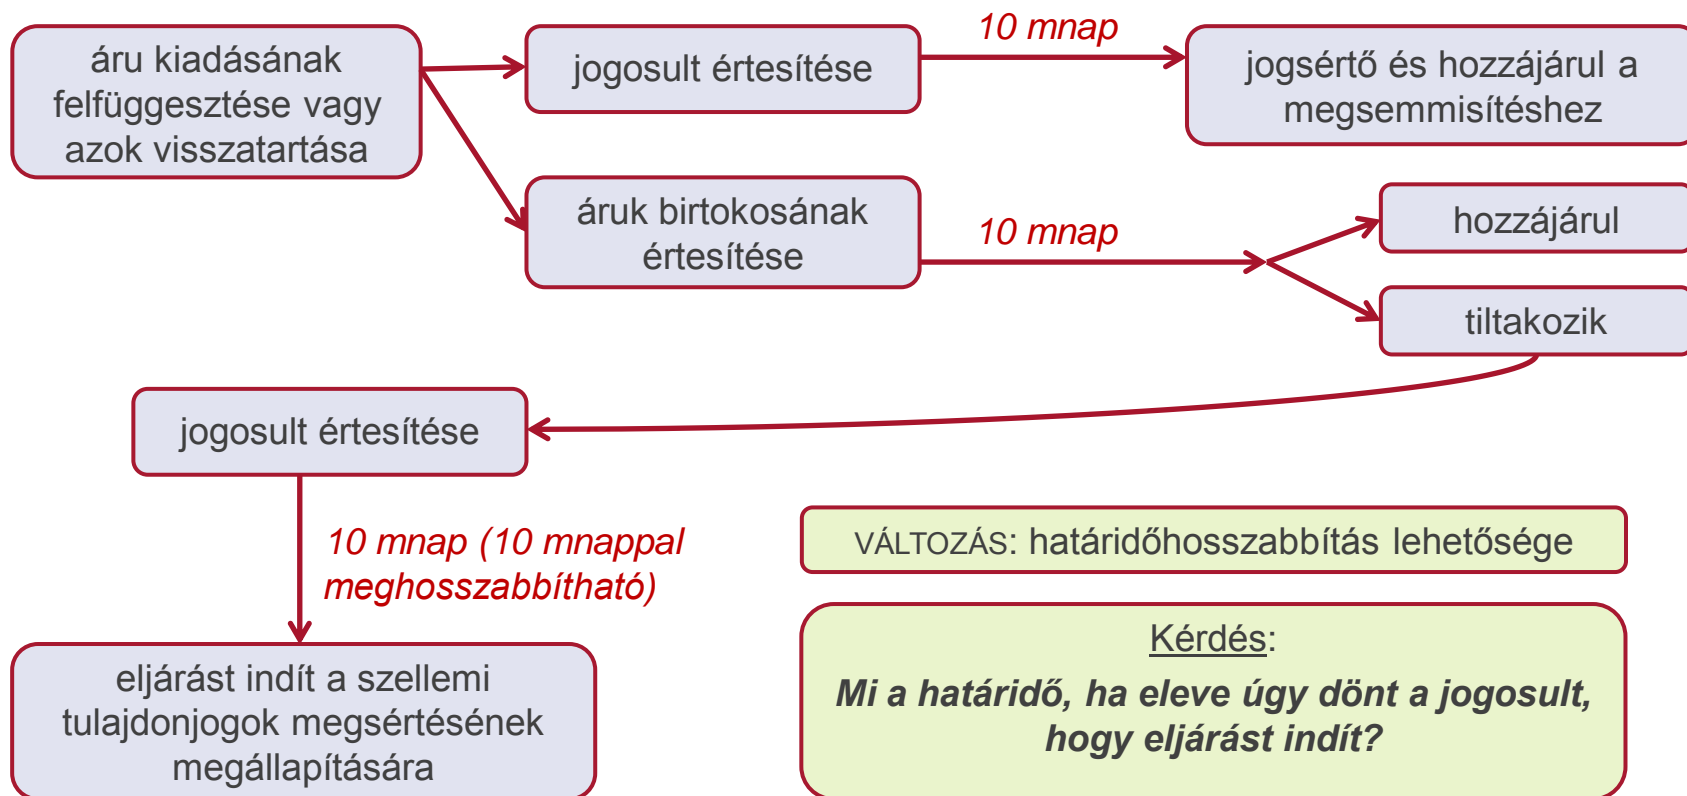 áru kiadásának
felfüggesztése vagy
azok visszatartása
jogosult értesítése
10 mnap
jogsértő és hozzájárul a
megsemmisítéshez
áruk birtokosának
értesítése
10 mnap
hozzájárul
tiltakozik
jogosult értesítése
10 mnap (10 mnappal
meghosszabbítható)
eljárást indít a szellemi
tulajdonjogok megsértésének
megállapítására
VÁLTOZÁS: határidőhosszabbítás lehetősége
Kérdés:
Mi a határidő, ha eleve úgy dönt a jogosult,
hogy eljárást indít?